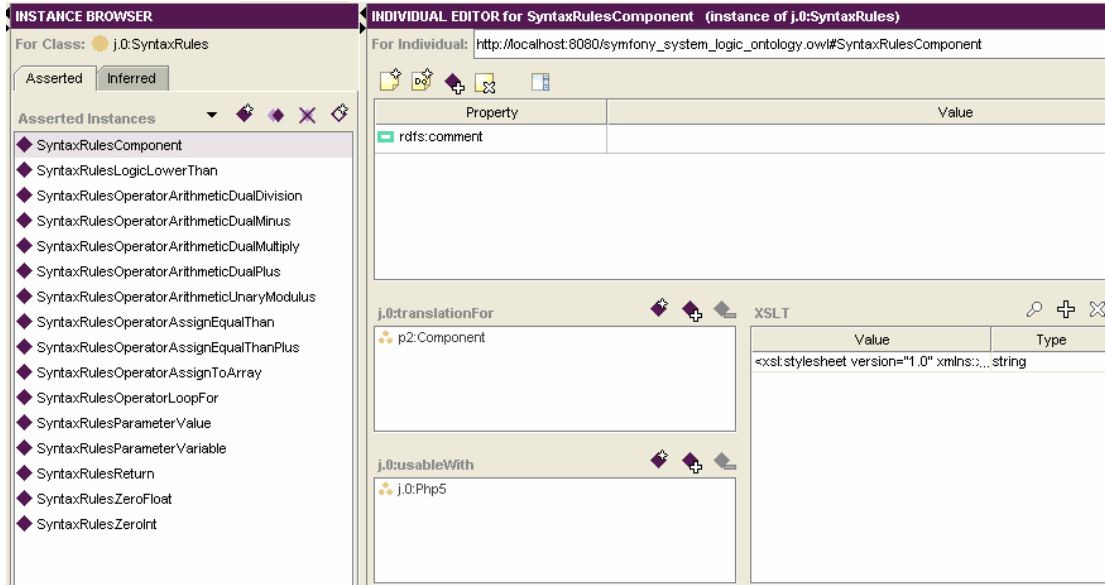 INSTANCE BROWSER
For Class: j.0:SyntaxRules
Asserted Inferred
Asserted Instances
SyntaxRulesComponent
SyntaxRulesLogicLowerThan
SyntaxRulesOperatorArithmeticDualDivision
SyntaxRulesOperatorArithmeticDualMinus
SyntaxRulesOperatorArithmeticDualMultiply
SyntaxRulesOperatorArithmeticDualPlus
SyntaxRulesOperatorArithmeticUnaryModulus
SyntaxRulesOperatorAssignEqualThan
SyntaxRulesOperatorAssignEqualThanPlus
SyntaxRulesOperatorAssignToArray
SyntaxRulesOperatorLoopFor
SyntaxRulesParameterValue
SyntaxRulesParameterVariable
SyntaxRulesReturn
SyntaxRulesZeroFloat
SyntaxRulesZeroInt
INDIVIDUAL EDITOR for SyntaxRulesComponent (instance of j.0:SyntaxRules)
For Individual: http://localhost:8080/symfony_system_logic_ontology.owl#SyntaxRulesComponent
Property Value
rdfs:comment
j.0:translationFor
p2:Component
j.0:usableWith
j.0:Php5
XSLT
Value Type
<xsl:stylesheet version="1.0" xmlns:... string